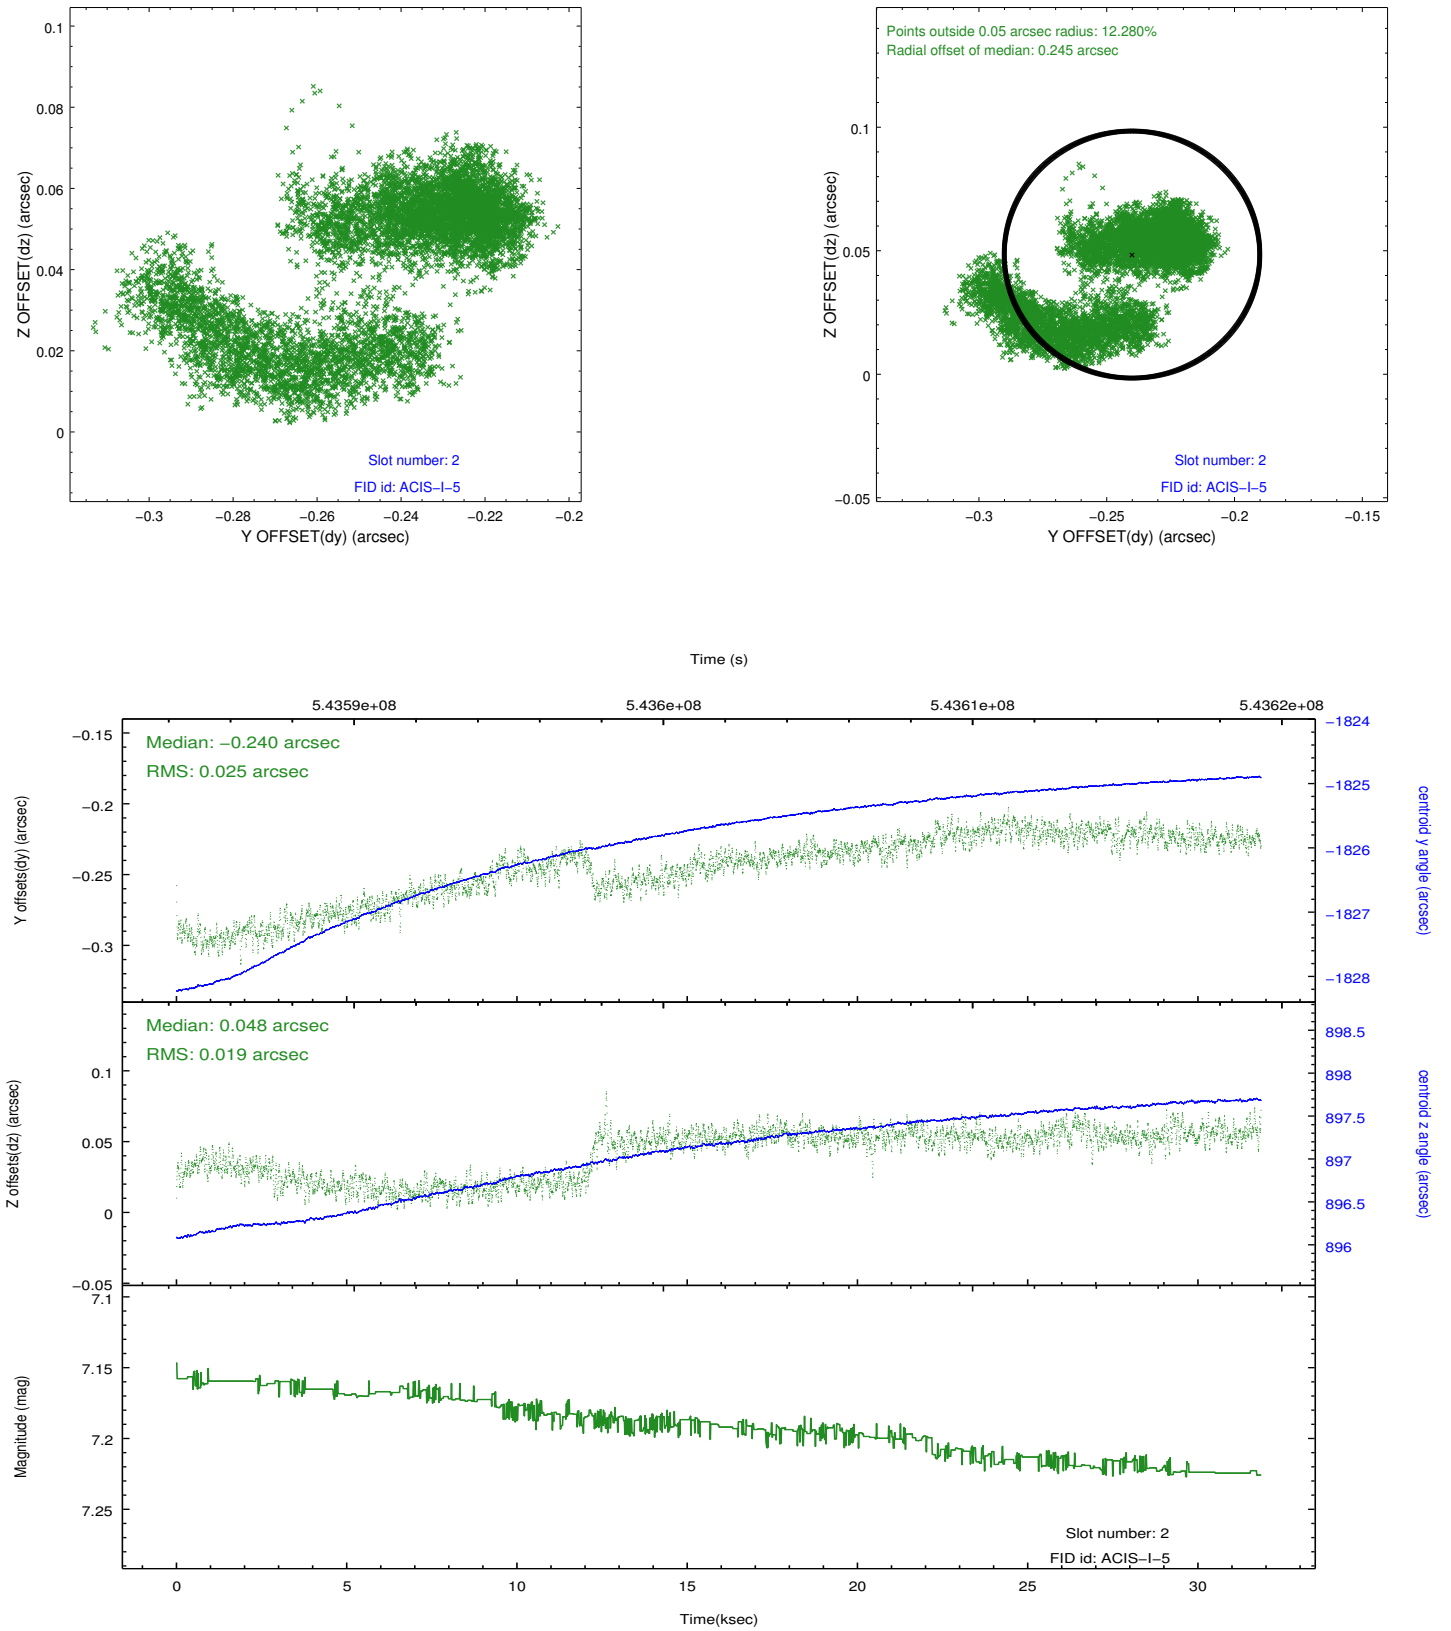 0.1
0.08
0.06
0.04
0.02
0
Z OFFSET(dz) (arcsec)
Slot number: 2
FID id: ACIS−I−5
−0.3
−0.28
−0.26
−0.24
−0.22
−0.2
Y OFFSET(dy) (arcsec)
Points outside 0.05 arcsec radius: 12.280%
Radial offset of median: 0.245 arcsec
0.1
0.05
0
−0.05
Z OFFSET(dz) (arcsec)
Slot number: 2
FID id: ACIS−I−5
−0.3
−0.25
−0.2
−0.15
Y OFFSET(dy) (arcsec)
Time (s)
5.4359e+08
5.436e+08
5.4361e+08
5.4362e+08
Median: −0.240 arcsec
RMS: 0.025 arcsec
−0.15
−0.2
−0.25
−0.3
Y offsets(dy) (arcsec)
−1824
−1825
−1826
−1827
−1828
centroid y angle (arcsec)
Median: 0.048 arcsec
RMS: 0.019 arcsec
0.1
0.05
0
−0.05
Z offsets(dz) (arcsec)
898.5
898
897.5
897
896.5
896
centroid z angle (arcsec)
7.1
7.15
7.2
7.25
Magnitude (mag)
Slot number: 2
FID id: ACIS−I−5
0
5
10
15
20
25
30
Time(ksec)